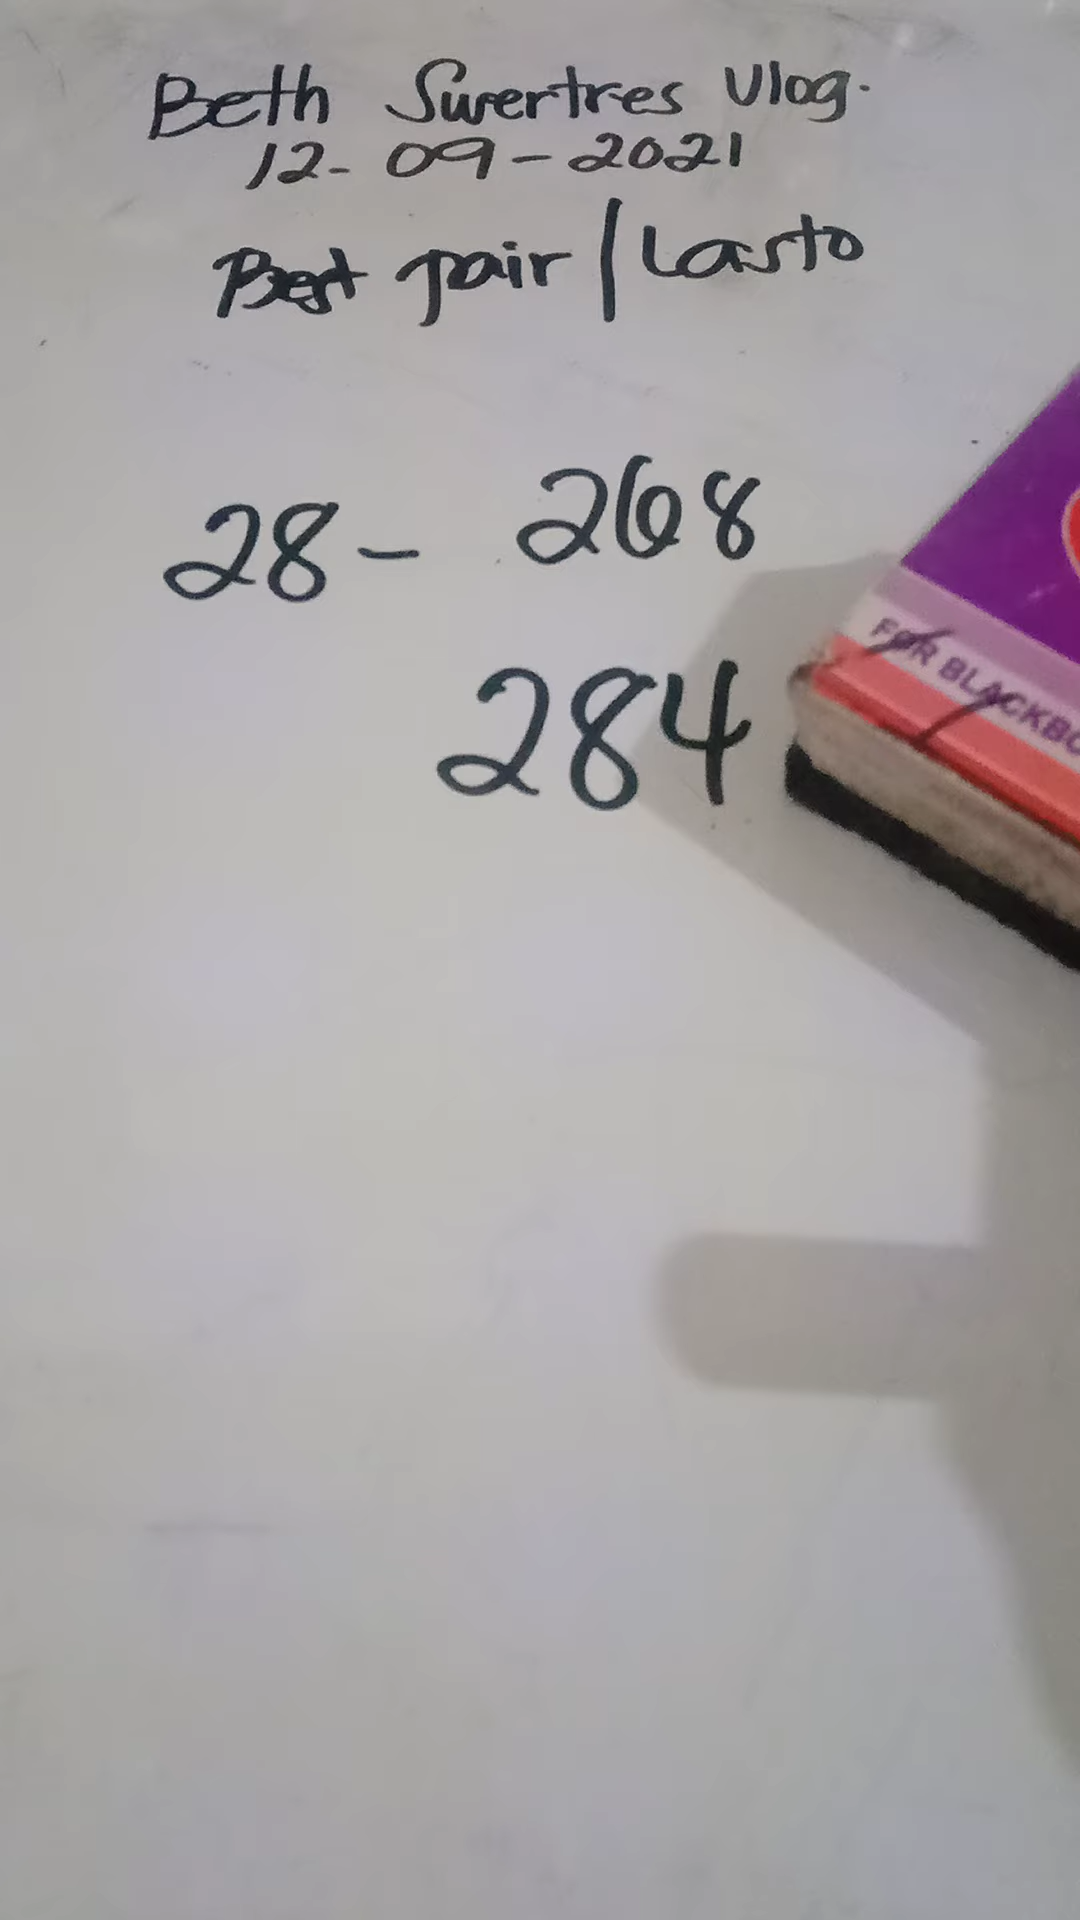 Beth Swertres Vlog.
12-09-2021
Best pair / Lasto
28 - 268
284
FOR BLACKBO